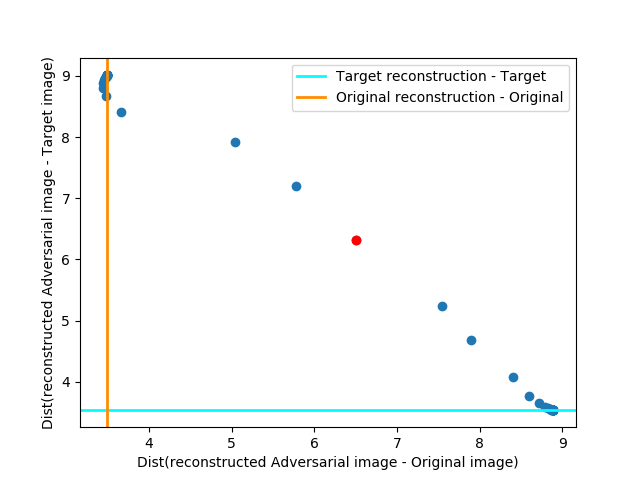 Target reconstruction - Target
Original reconstruction - Original
Dist(reconstructed Adversarial image - Target image)
9
8
7
6
5
4
4 5 6 7 8 9
Dist(reconstructed Adversarial image - Original image)